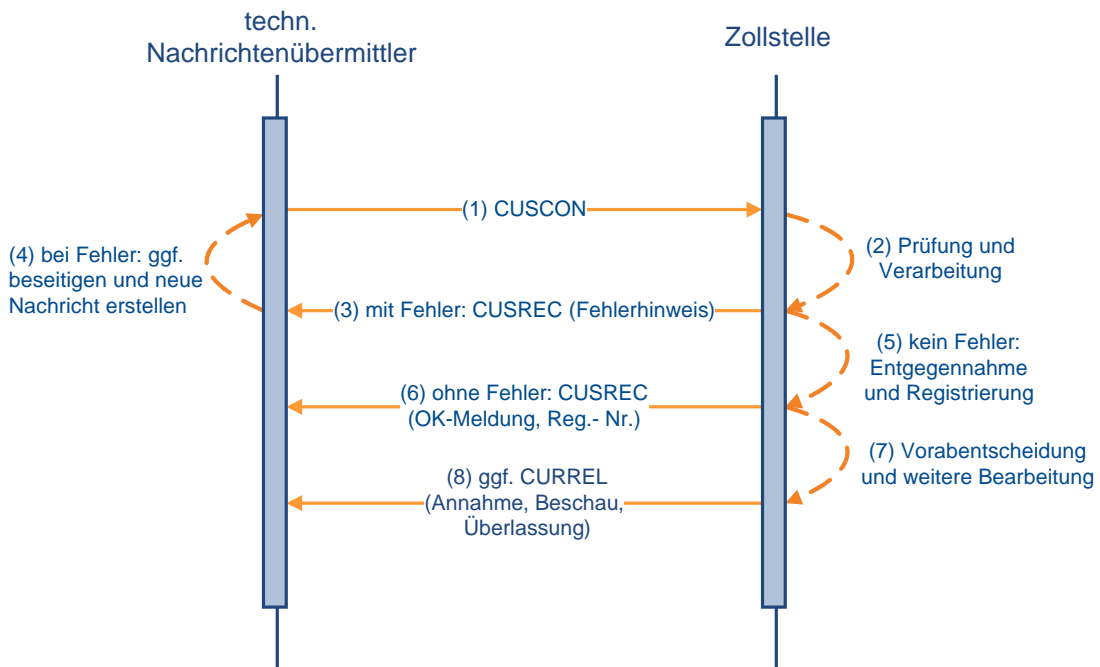 techn.
Nachrichtenübermittler
Zollstelle
(1) CUSCON
(2) Prüfung und
Verarbeitung
(3) mit Fehler: CUSREC (Fehlerhinweis)
(4) bei Fehler: ggf.
beseitigen und neue
Nachricht erstellen
(5) kein Fehler:
Entgegennahme
und Registrierung
(6) ohne Fehler: CUSREC
(OK-Meldung, Reg.- Nr.)
(7) Vorabentscheidung
und weitere Bearbeitung
(8) ggf. CURREL
(Annahme, Beschau,
Überlassung)